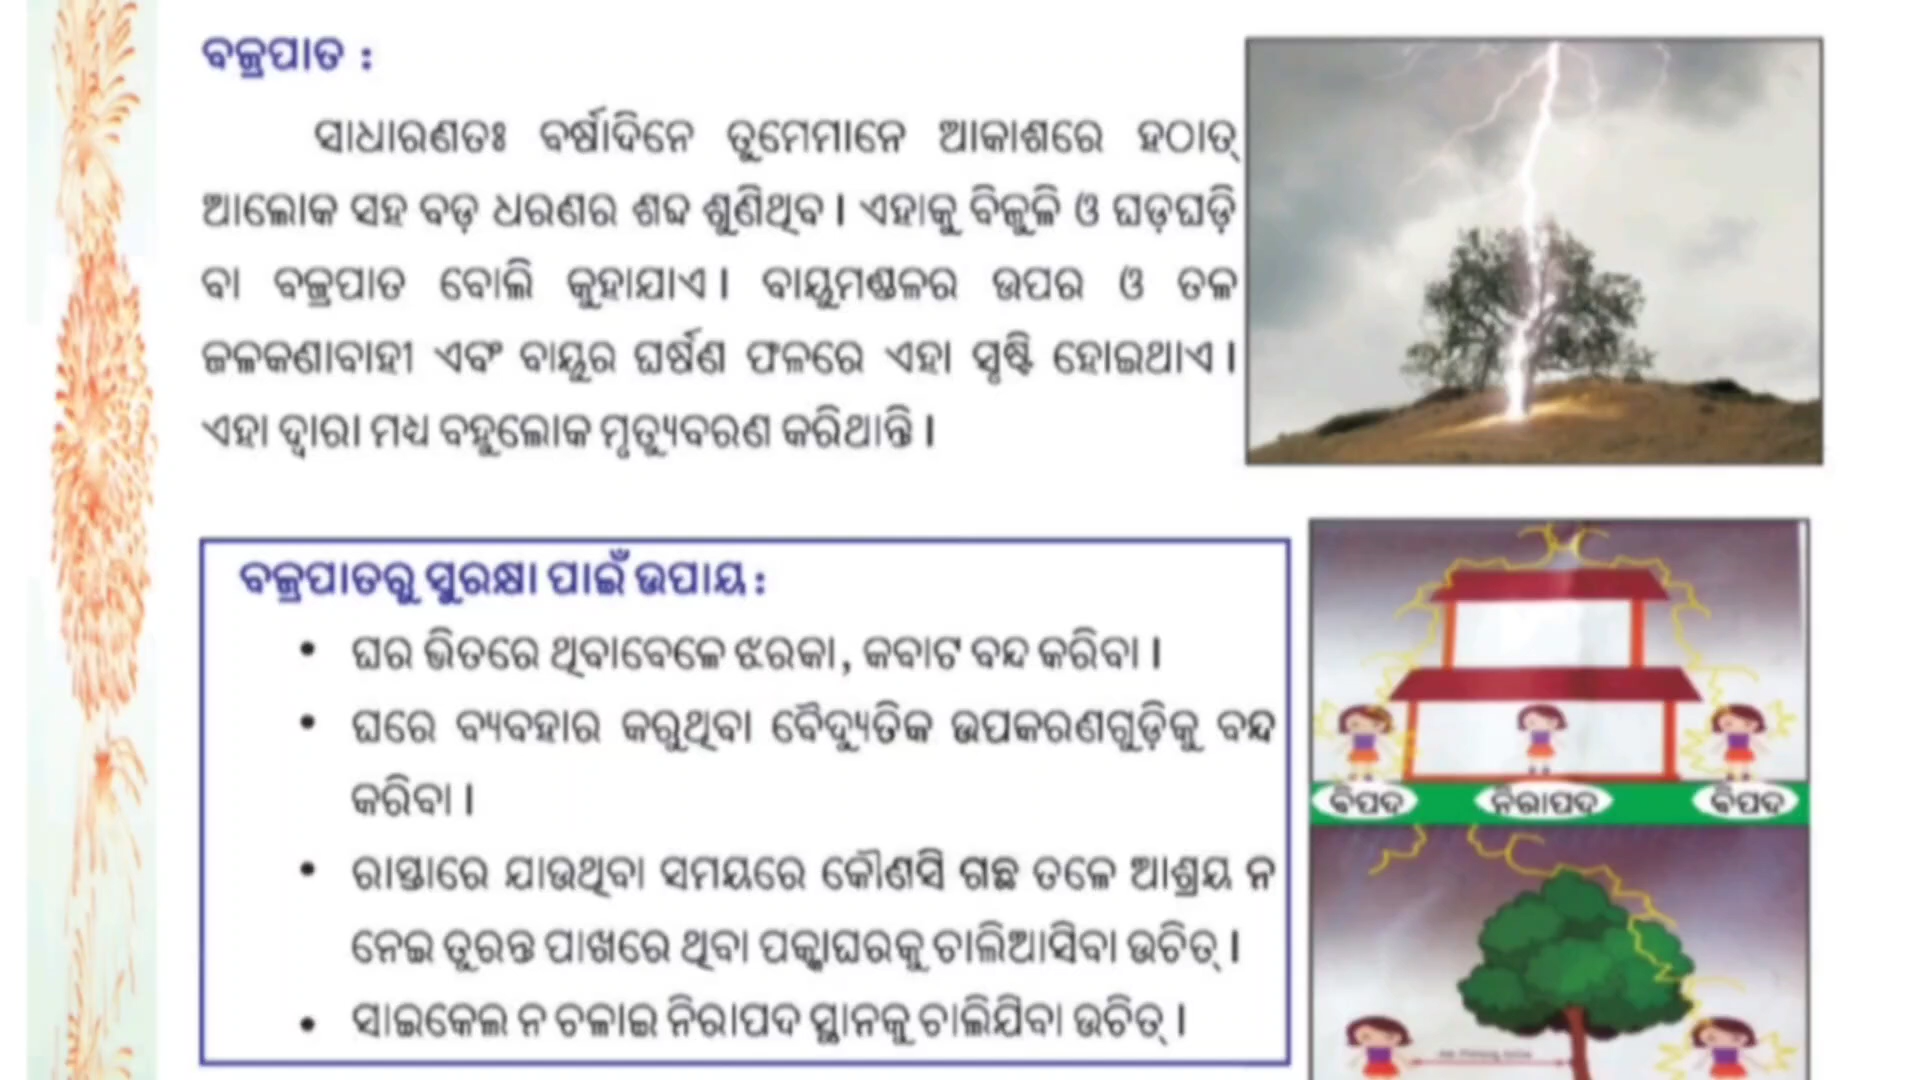 ବଜ୍ରପାତ :
ସାଧାରଣତଃ ବର୍ଷାଦିନେ ତୁମେମାନେ ଆକାଶରେ ହଠାତ୍
ଆଲୋକ ସହ ବଡ଼ ଧରଣର ଶବ୍ଦ ଶୁଣିଥିବ । ଏହାକୁ ବିଜୁଳି ଓ ଘଡ଼ଘଡ଼ି
ବା ବଜ୍ରପାତ ବୋଲି କୁହାଯାଏ । ବାୟୁମଣ୍ଡଳର ଉପର ଓ ତଳ
ଜଳକଣାବାହୀ ଏବଂ ବାୟୁର ଘର୍ଷଣ ଫଳରେ ଏହା ସୃଷ୍ଟି ହୋଇଥାଏ ।
ଏହା ଦ୍ୱାରା ମଧ୍ୟ ବହୁଲୋକ ମୃତ୍ୟୁବରଣ କରିଥାନ୍ତି ।
ବଜ୍ରପାତରୁ ସୁରକ୍ଷା ପାଇଁ ଉପାୟ :
• ଘର ଭିତରେ ଥିବାବେଳେ ଝରକା, କବାଟ ବନ୍ଦ କରିବା ।
• ଘରେ ବ୍ୟବହାର କରୁଥିବା ବୈଦ୍ୟୁତିକ ଉପକରଣଗୁଡ଼ିକୁ ବନ୍ଦ
କରିବା ।
• ରାସ୍ତାରେ ଯାଉଥିବା ସମୟରେ କୌଣସି ଗଛ ତଳେ ଆଶ୍ରୟ ନ
ନେଇ ତୁରନ୍ତ ପାଖରେ ଥିବା ପକ୍କାଘରକୁ ଚାଲିଆସିବା ଉଚିତ୍ ।
• ସାଇକେଲ ନ ଚଳାଇ ନିରାପଦ ସ୍ଥାନକୁ ଚାଲିଯିବା ଉଚିତ୍ ।
ବିପଦ ନିରାପଦ ବିପଦ